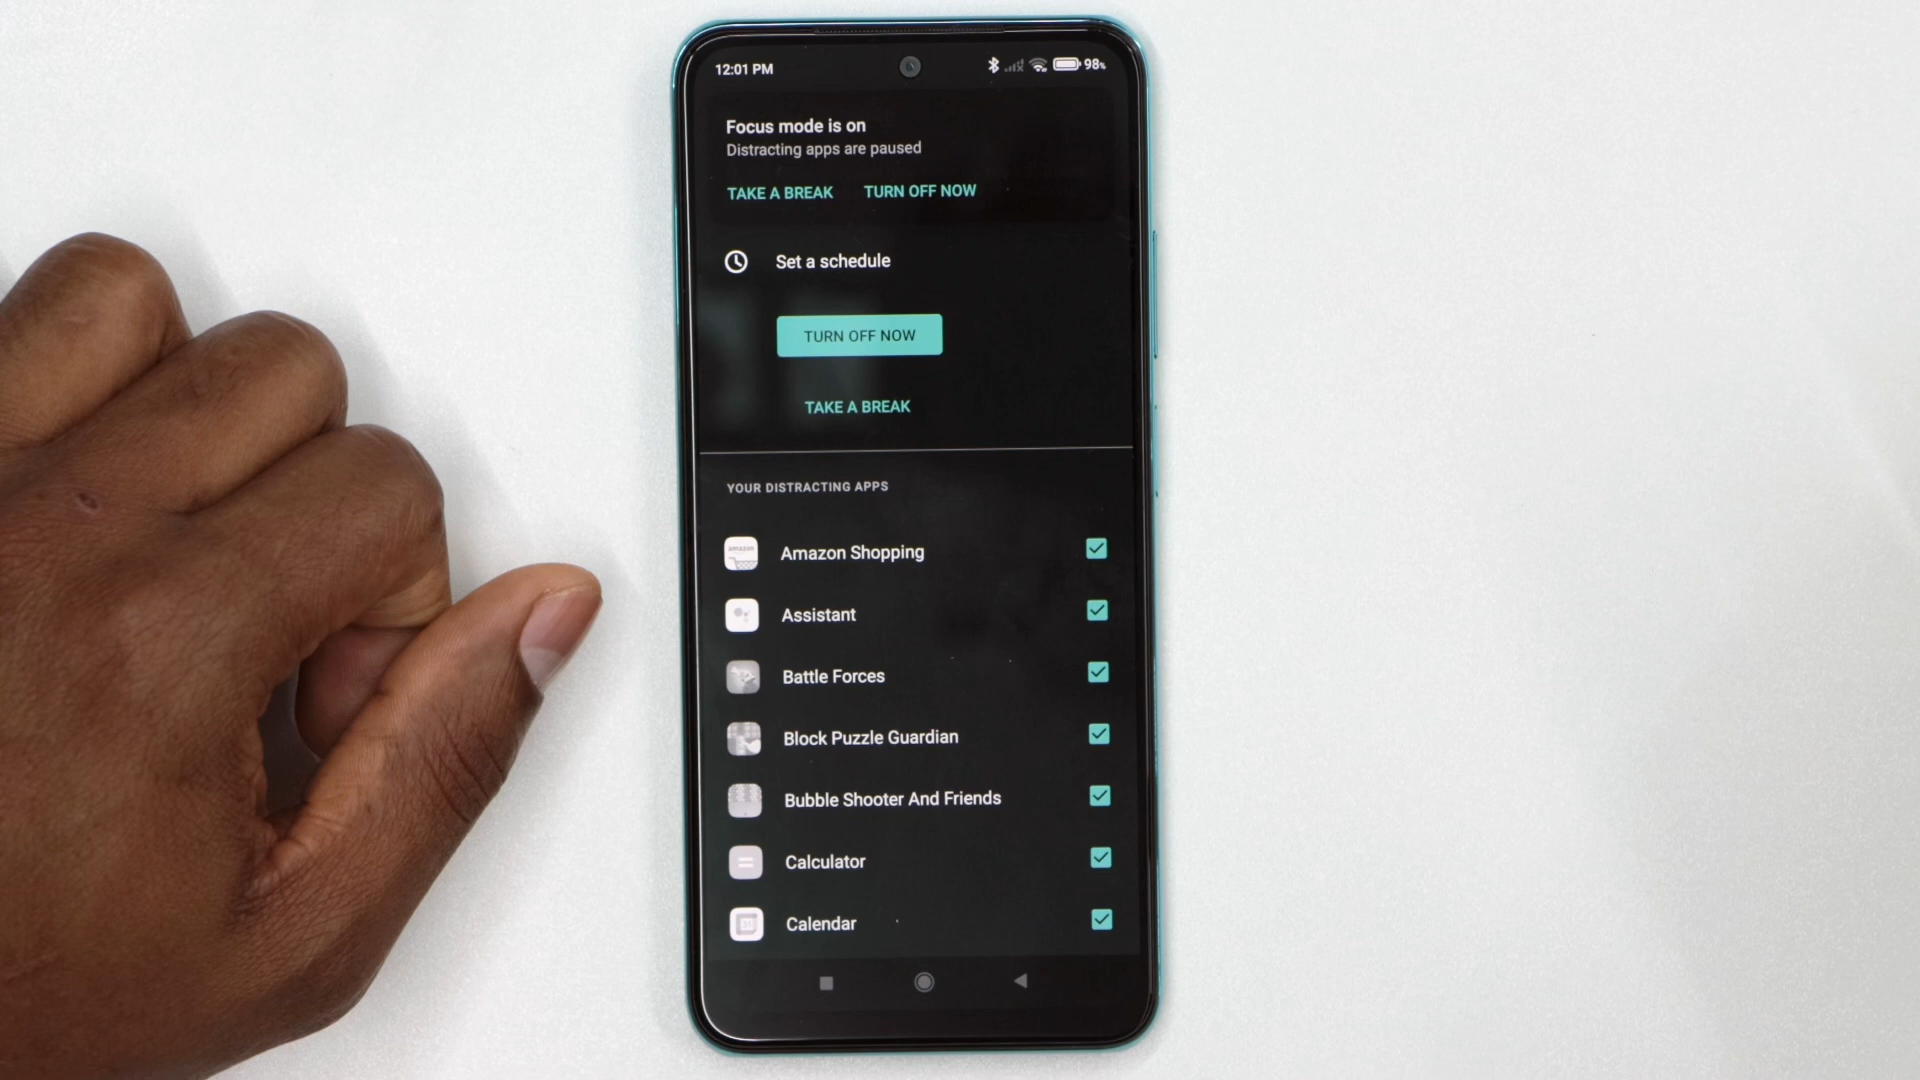 12:01 PM
98%
Focus mode is on
Distracting apps are paused
TAKE A BREAK TURN OFF NOW
Set a schedule
TURN OFF NOW
TAKE A BREAK
YOUR DISTRACTING APPS
amazon
Amazon Shopping
Assistant
Battle Forces
Block Puzzle Guardian
Bubble Shooter And Friends
Calculator
31
Calendar